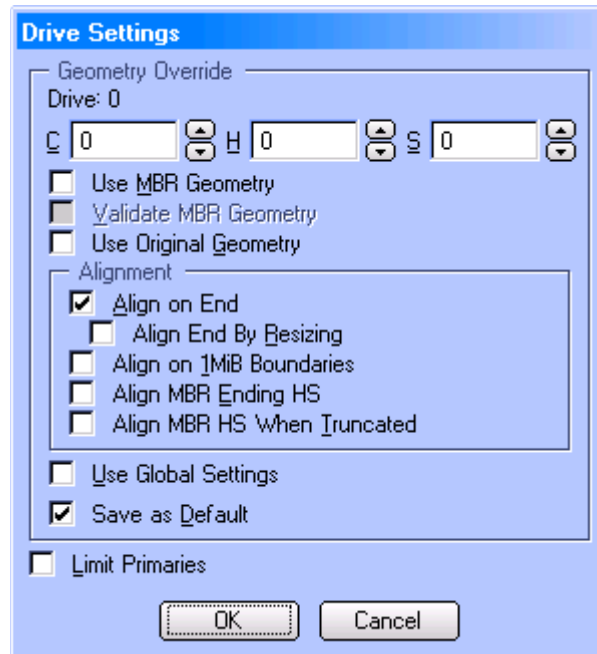 Drive Settings
Geometry Override
Drive: 0
C 0 H 0 S 0
Use MBR Geometry
Validate MBR Geometry
Use Original Geometry
Alignment
Align on End
Align End By Resizing
Align on 1MiB Boundaries
Align MBR Ending HS
Align MBR HS When Truncated
Use Global Settings
Save as Default
Limit Primaries
OK Cancel